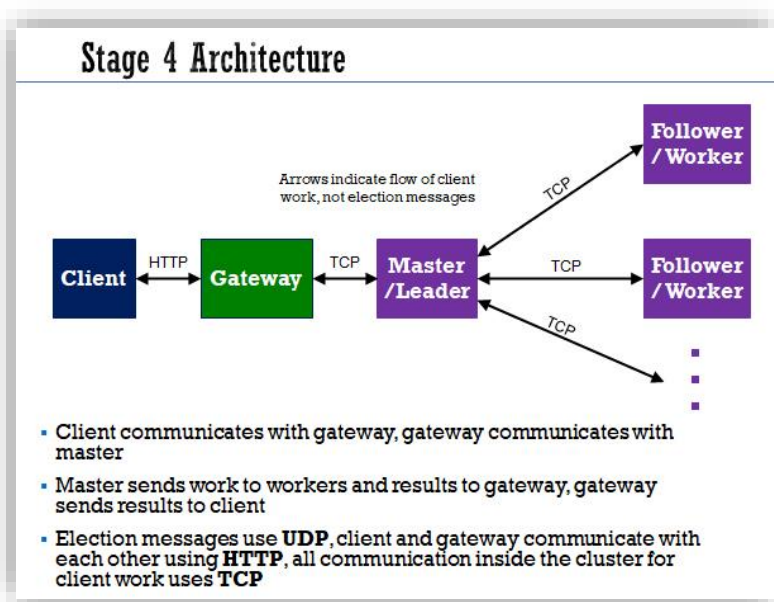 Stage 4 Architecture
Follower
/Worker
Arrows indicate flow of client
work, not election messages
TCP
Client
HTTP
Gateway
TCP
Master
/Leader
TCP
Follower
/Worker
TCP
Client communicates with gateway, gateway communicates with
master
Master sends work to workers and results to gateway, gateway
sends results to client
Election messages use UDP, client and gateway communicate with
each other using HTTP, all communication inside the cluster for
client work uses TCP